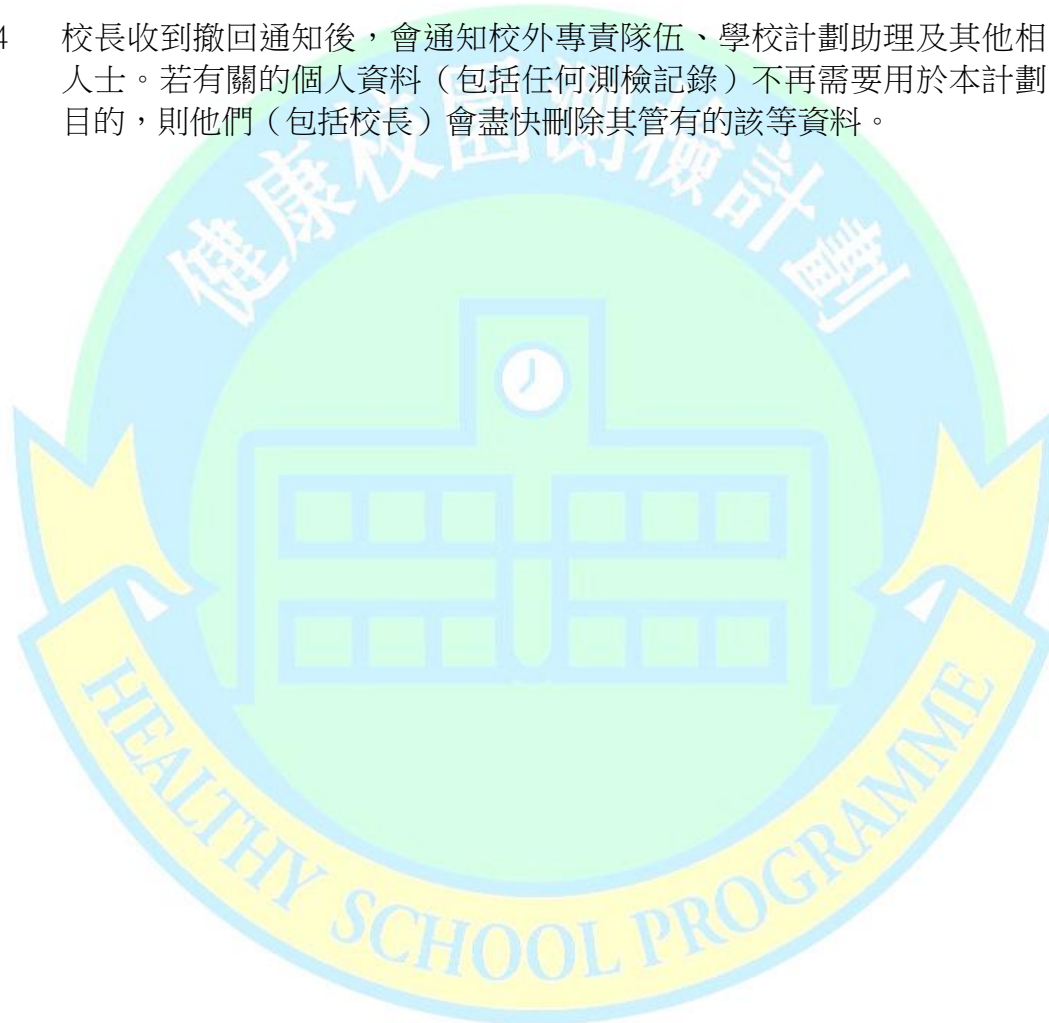 4 校長收到撤回通知後，會通知校外專責隊伍、學校計劃助理及其他相
人士。若有關的個人資料（包括任何測檢記錄）不再需要用於本計劃
目的，則他們（包括校長）會盡快刪除其管有的該等資料。
健康校園測檢計劃
HEALTHY SCHOOL PROGRAMME